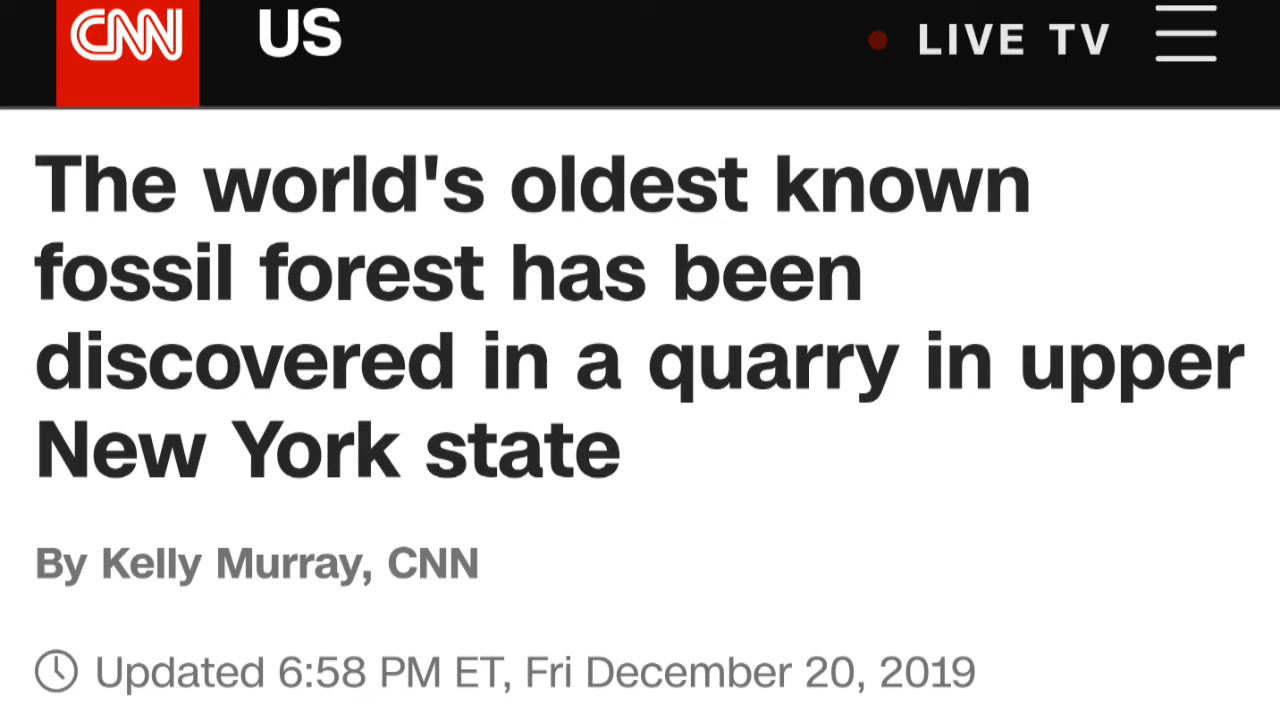 CNN US LIVE TV
The world's oldest known
fossil forest has been
discovered in a quarry in upper
New York state
By Kelly Murray, CNN
Updated 6:58 PM ET, Fri December 20, 2019